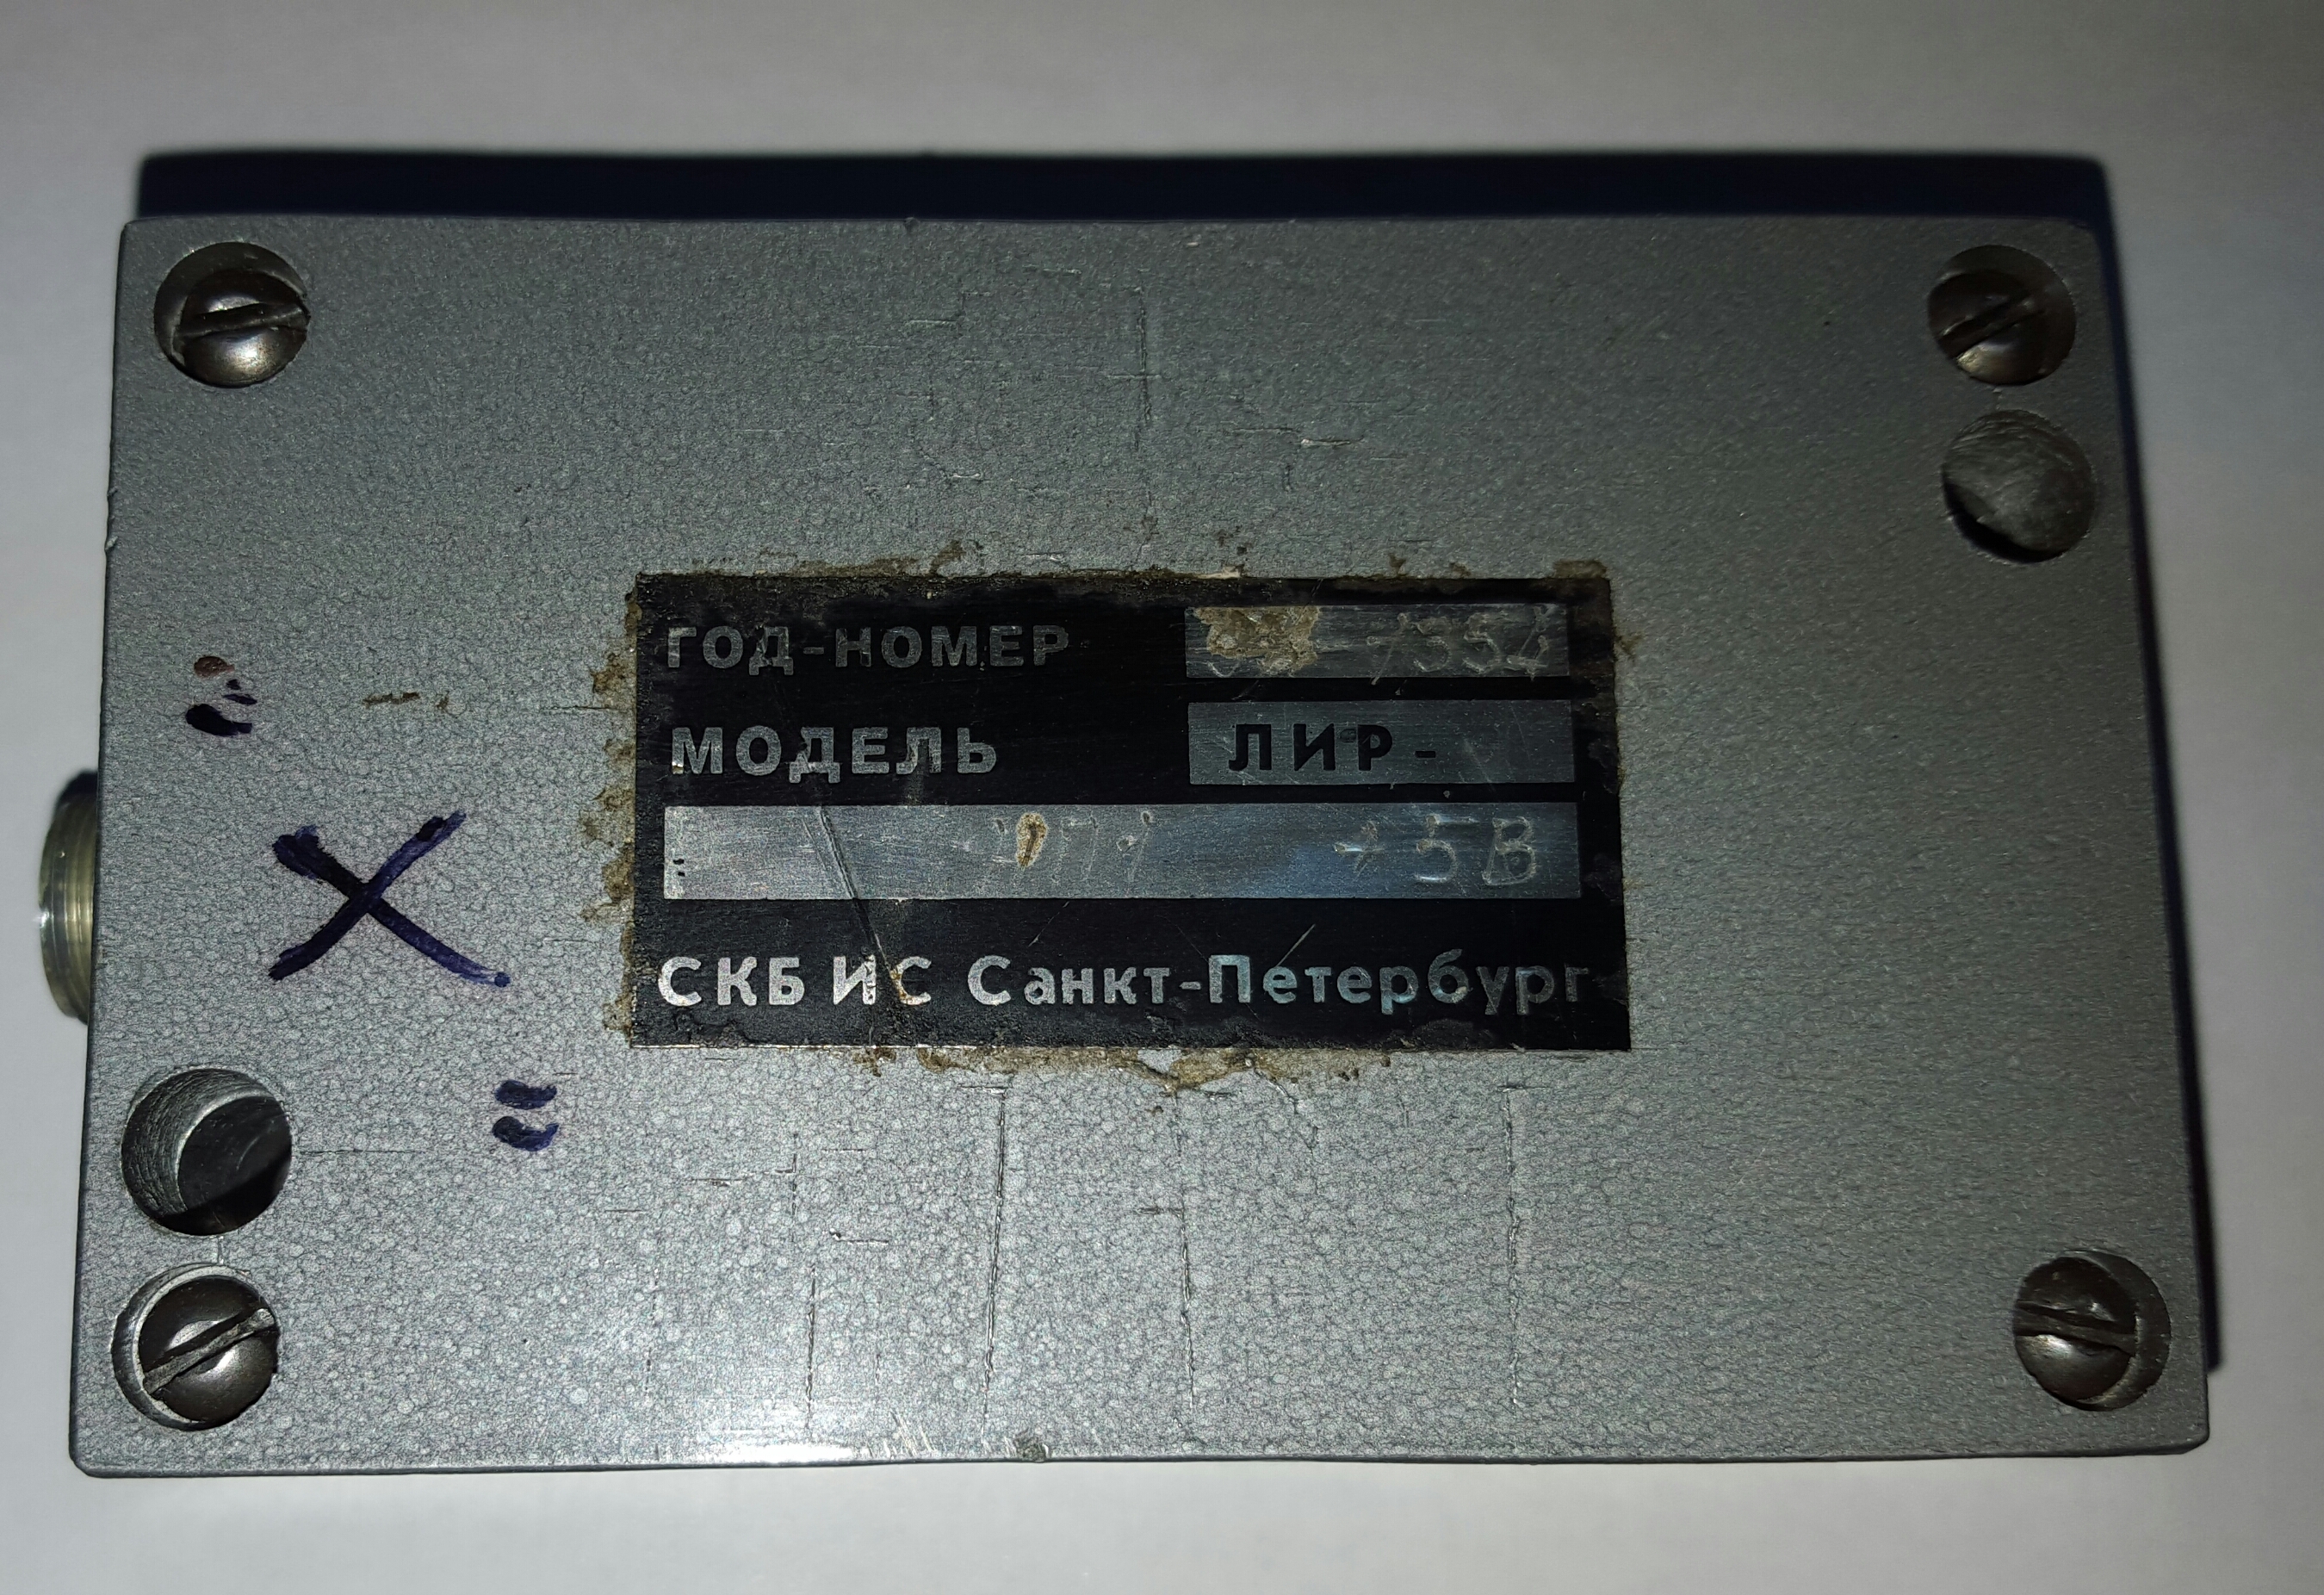 ГОД-НОМЕР
МОДЕЛЬ ЛИР-
+5В
СКБ ИС Санкт-Петербург
"Х"